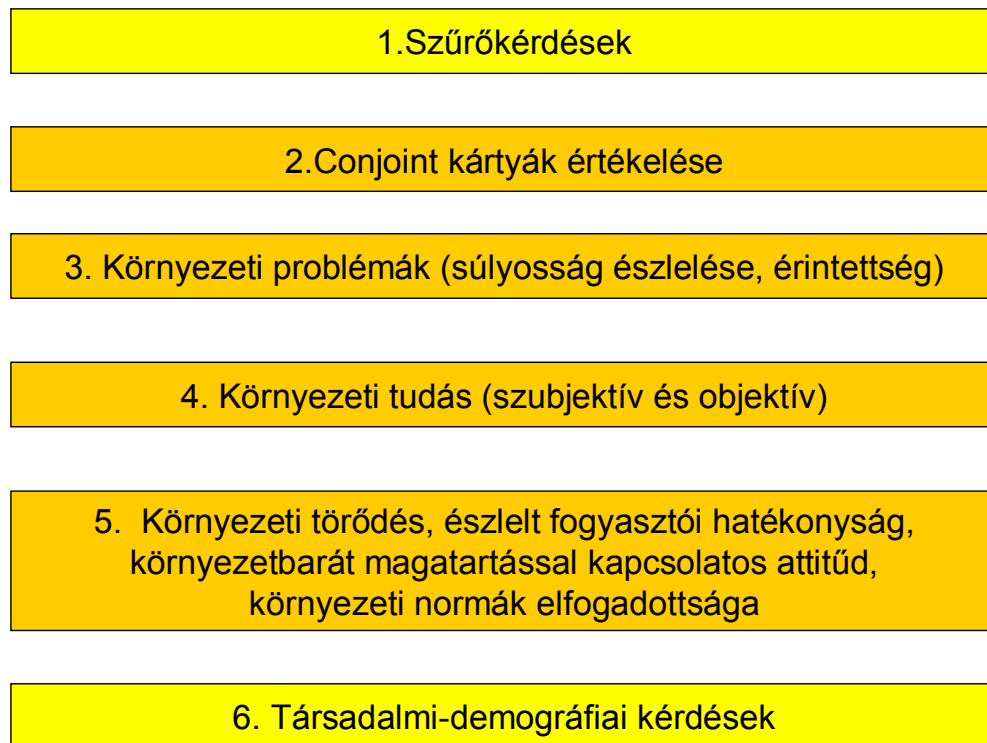 1.Szűrőkérdések
2.Conjoint kártyák értékelése
3. Környezeti problémák (súlyosság észlelése, érintettség)
4. Környezeti tudás (szubjektív és objektív)
5. Környezeti törődés, észlelt fogyasztói hatékonyság,
környezetbarát magatartással kapcsolatos attitűd,
környezeti normák elfogadottsága
6. Társadalmi-demográfiai kérdések